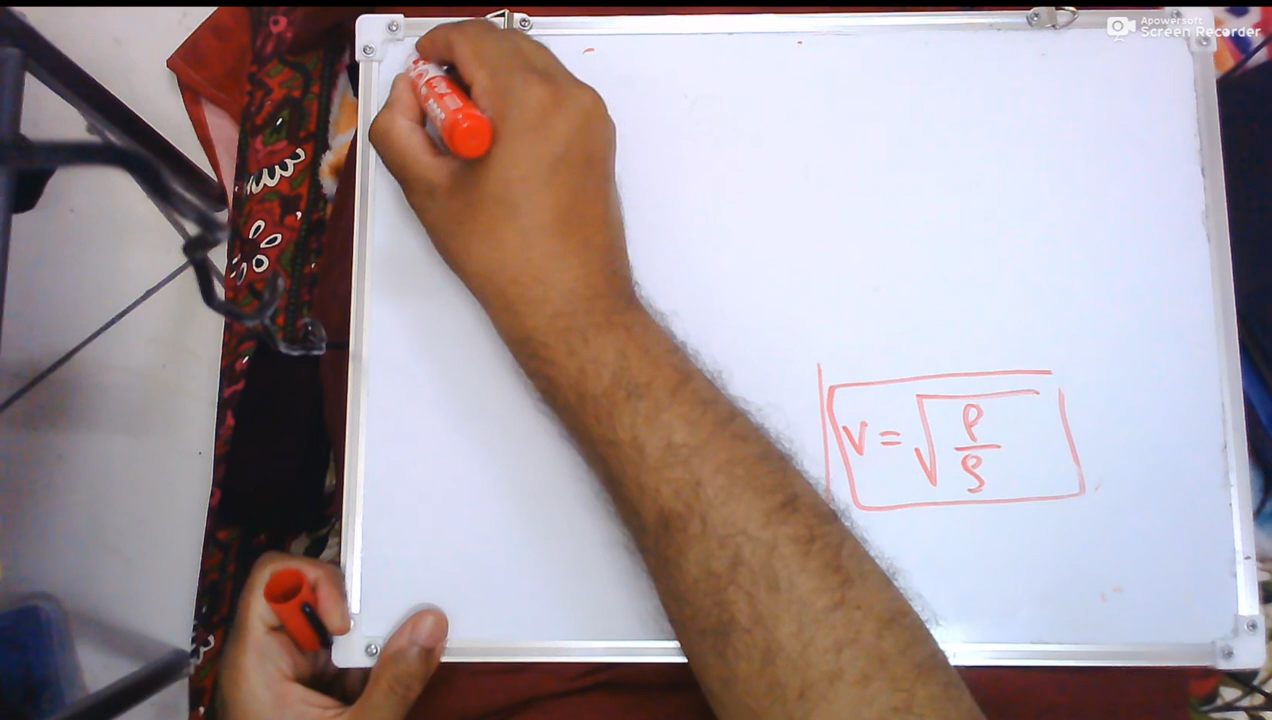 Apowersoft
Screen Recorder
V = √(P/ρ)